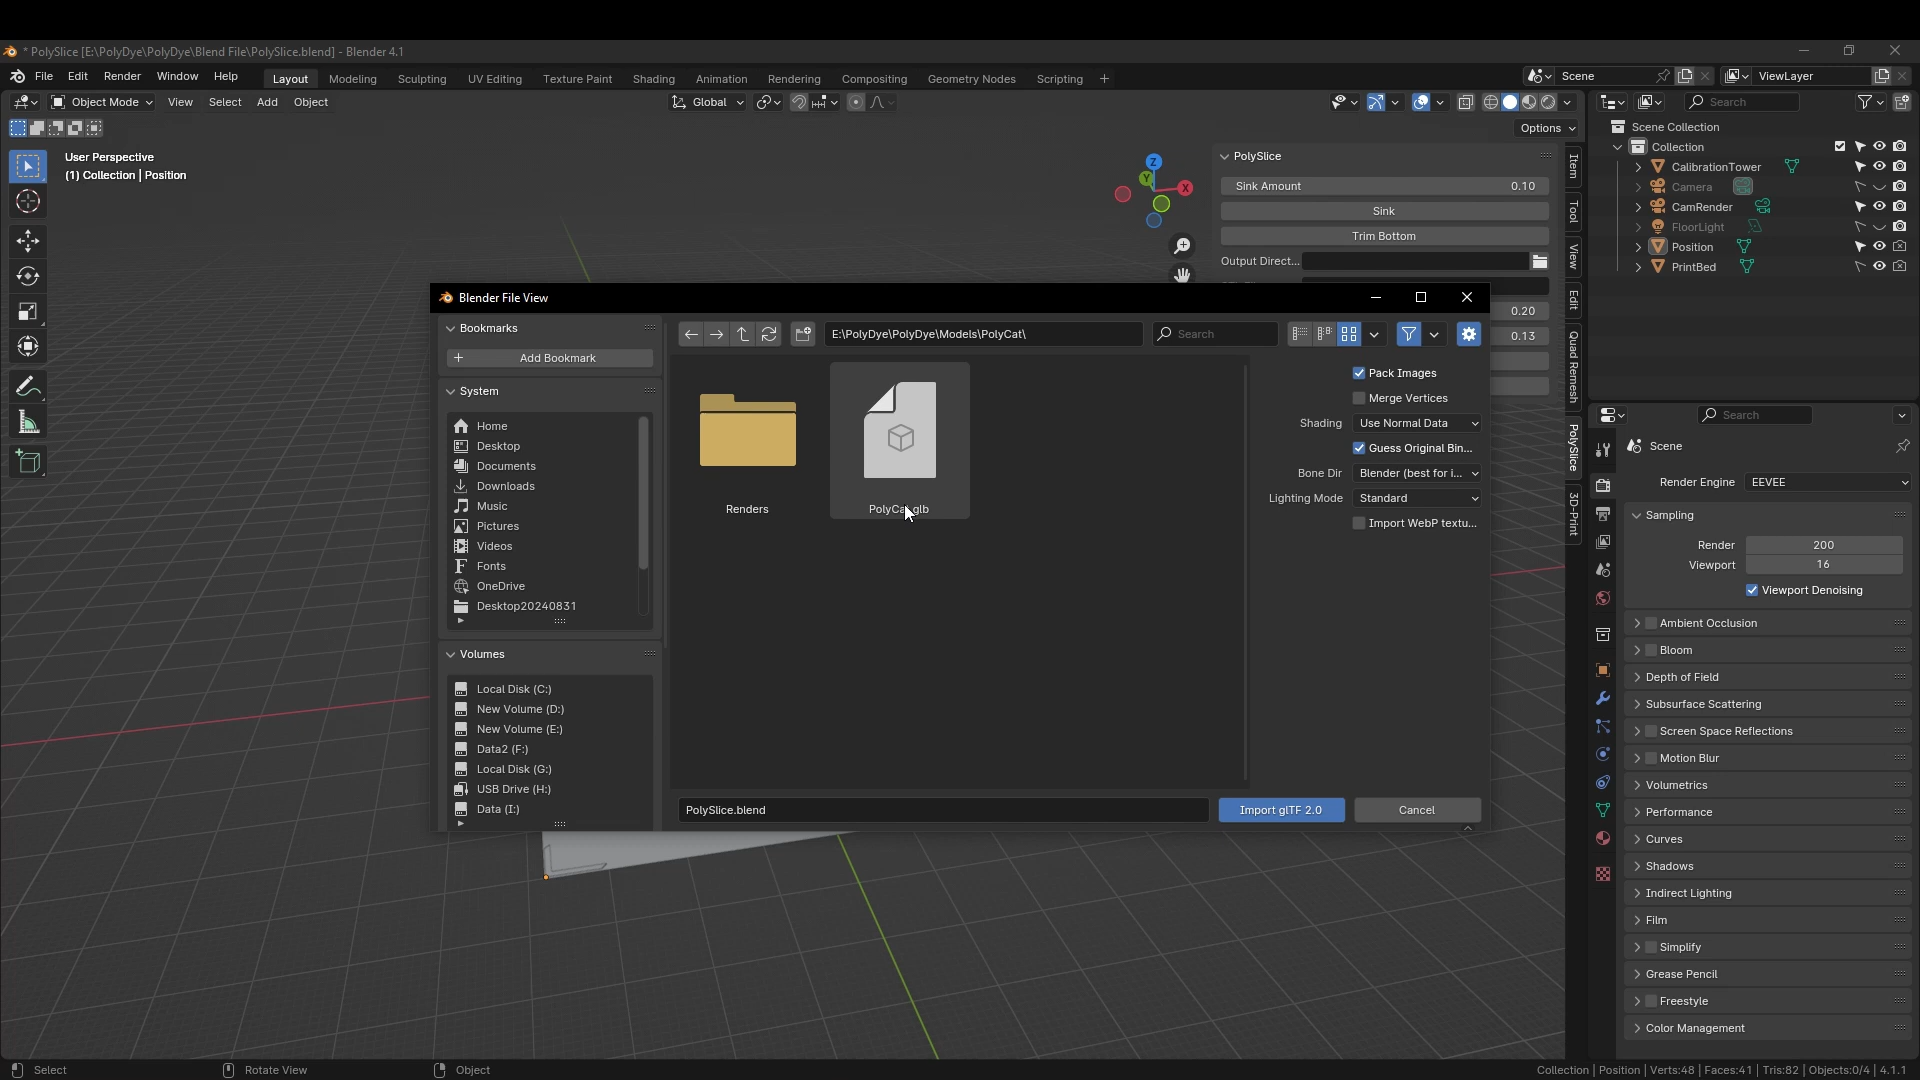 * PolySlice [E:\PolyDye\PolyDye\Blend File\PolySlice.blend] - Blender 4.1
File Edit Render Window Help Layout Modeling Sculpting UV Editing Texture Paint Shading Animation Rendering Compositing Geometry Nodes Scripting + Scene ViewLayer
Object Mode View Select Add Object Global Search
Options
User Perspective
(1) Collection | Position
Z
Y
X
PolySlice
Sink Amount 0.10
Sink
Trim Bottom
Output Direct...
0.20
0.13
Item
Tool
View
Edit
Quad Remesh
PolySlice
3D-Print
Scene Collection
Collection
CalibrationTower
Camera
CamRender
FloorLight
Position
PrintBed
Blender File View
Bookmarks
Add Bookmark
System
Home
Desktop
Documents
Downloads
Music
Pictures
Videos
Fonts
OneDrive
Desktop20240831
Volumes
Local Disk (C:)
New Volume (D:)
New Volume (E:)
Data2 (F:)
Local Disk (G:)
USB Drive (H:)
Data (I:)
E:\PolyDye\PolyDye\Models\PolyCat\
Search
Renders
Pack Images
Merge Vertices
Shading Use Normal Data
Guess Original Bin...
Bone Dir Blender (best for i...
Lighting Mode Standard
Import WebP textu...
PolySlice.blend
Import glTF 2.0
Cancel
Search
Scene
Render Engine EEVEE
Sampling
Render 200
Viewport 16
Viewport Denoising
Ambient Occlusion
Bloom
Depth of Field
Subsurface Scattering
Screen Space Reflections
Motion Blur
Volumetrics
Performance
Curves
Shadows
Indirect Lighting
Film
Simplify
Grease Pencil
Freestyle
Color Management
Select Rotate View Object
Collection | Position | Verts:48 | Faces:41 | Tris:82 | Objects:0/4 | 4.1.1